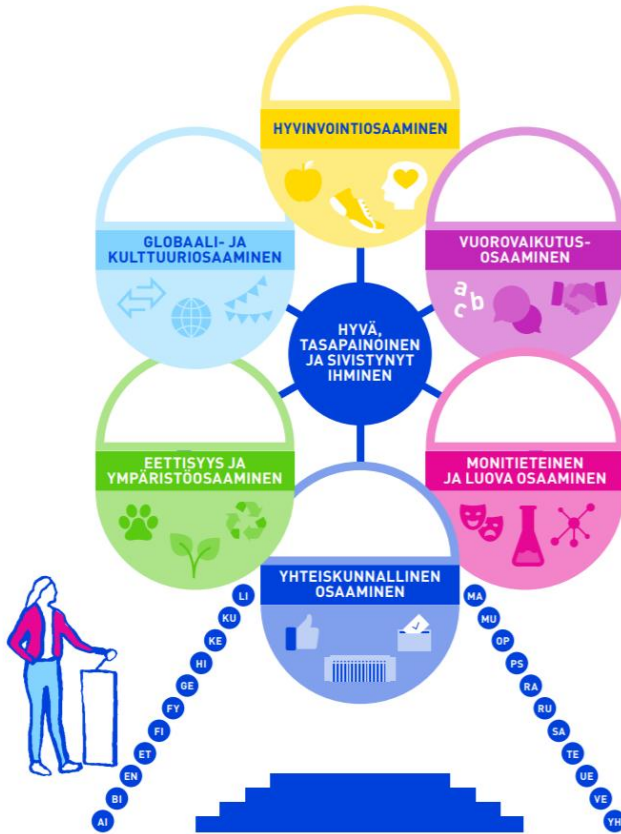 HYVINVOINTIOSAAMINEN
GLOBAALI- JA
KULTTUURIOSAAMINEN
VUOROVAIKUTUS-
OSAAMINEN
a
b
c
HYVÄ,
TASAPAINOINEN
JA SIVISTYNYT
IHMINEN
EETTISYYS JA
YMPÄRISTÖOSAAMINEN
MONITIETEINEN
JA LUOVA OSAAMINEN
YHTEISKUNNALLINEN
OSAAMINEN
LI
KU
KE
HI
GE
FY
FI
ET
EN
BI
AI
MA
MU
OP
PS
RA
RU
SA
TE
UE
VE
YH